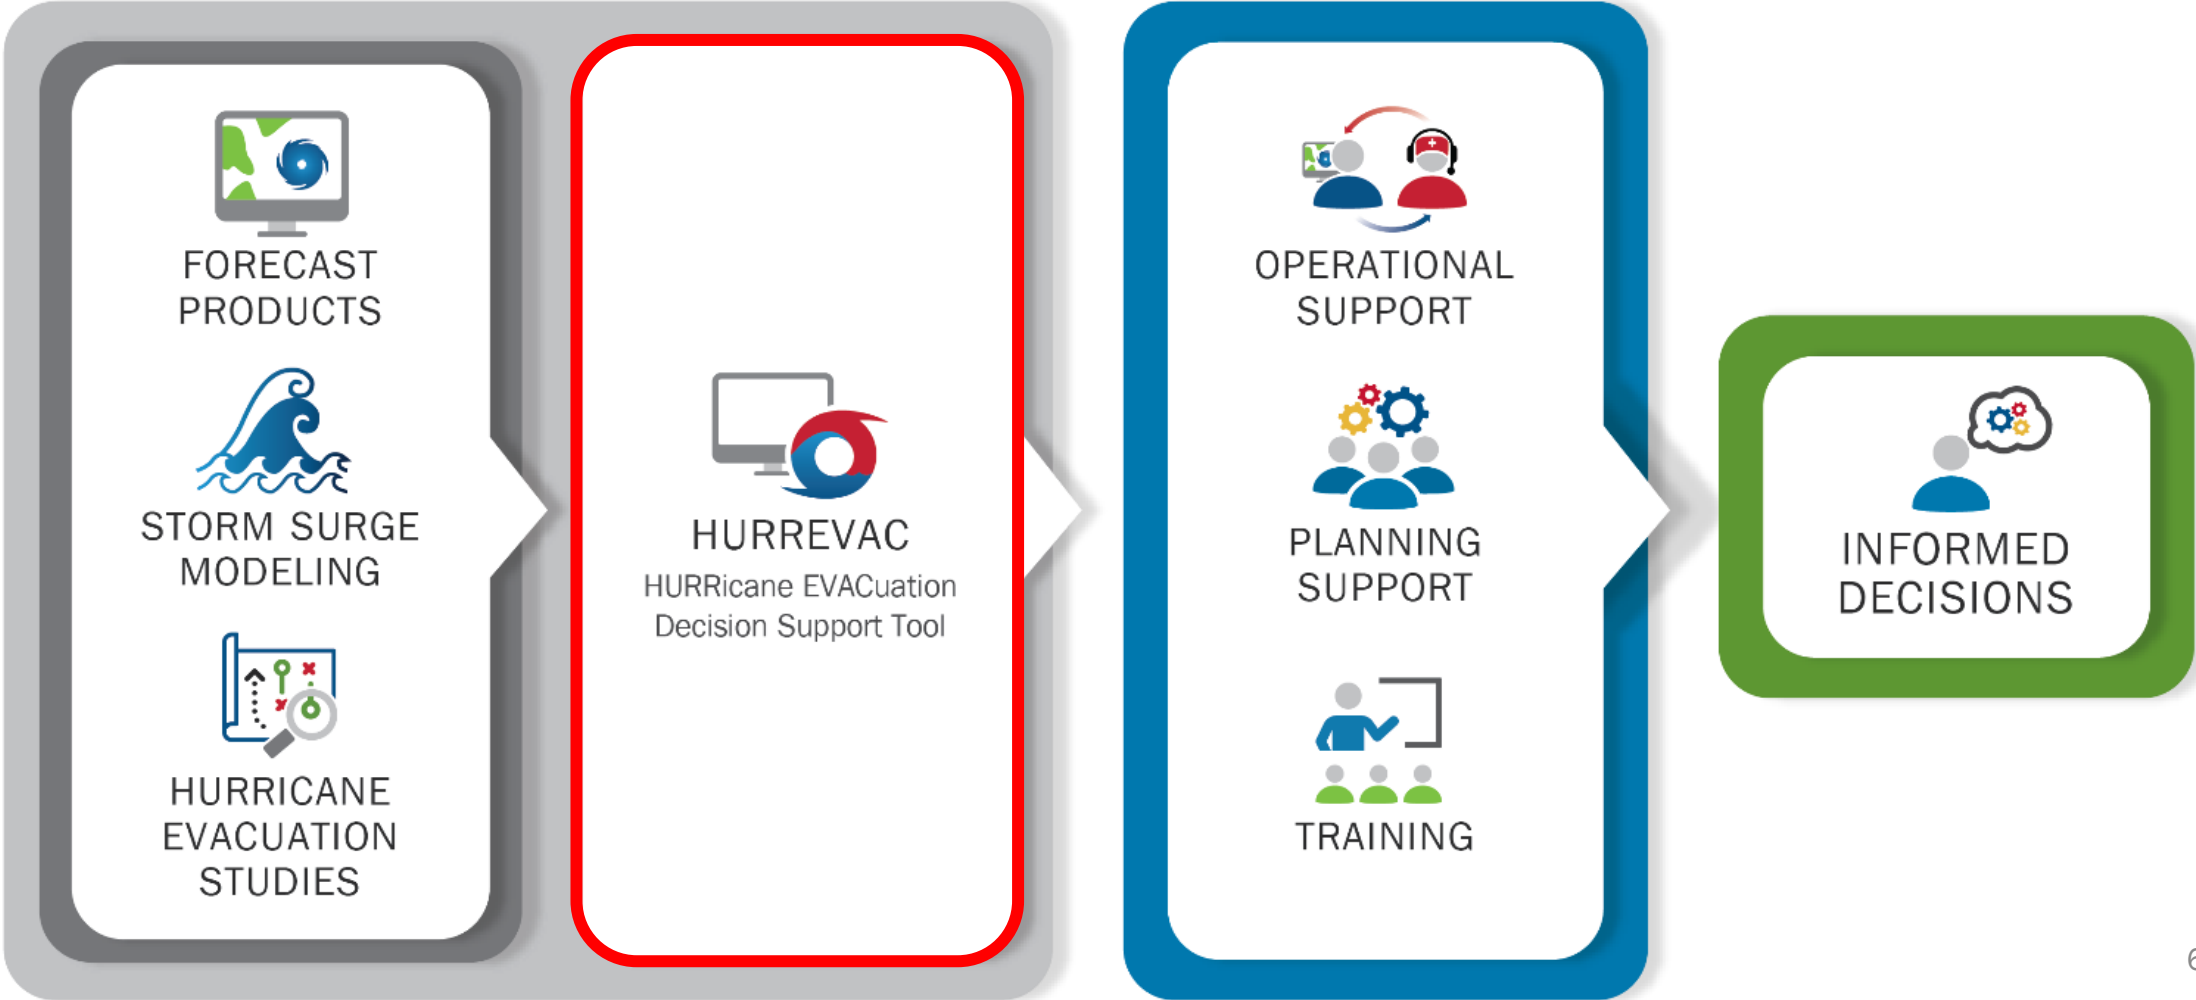 FORECAST
PRODUCTS
STORM SURGE
MODELING
HURRICANE
EVACUATION
STUDIES
HURREVAC
HURRicane EVACuation
Decision Support Tool
OPERATIONAL
SUPPORT
PLANNING
SUPPORT
TRAINING
INFORMED
DECISIONS